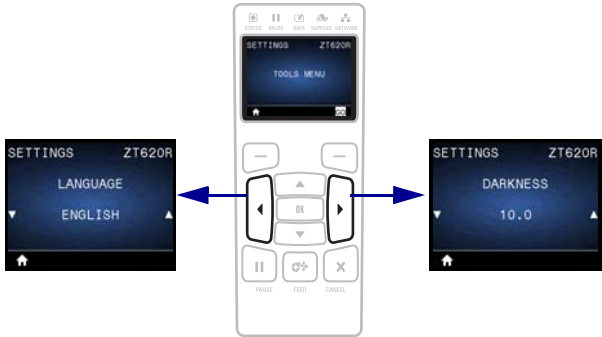 STATUS PAUSE DATA SUPPLIES NETWORK
SETTINGS ZT620R
TOOLS MENU
GO
SETTINGS ZT620R
LANGUAGE
ENGLISH
SETTINGS ZT620R
DARKNESS
10.0
OK
PAUSE FEED CANCEL